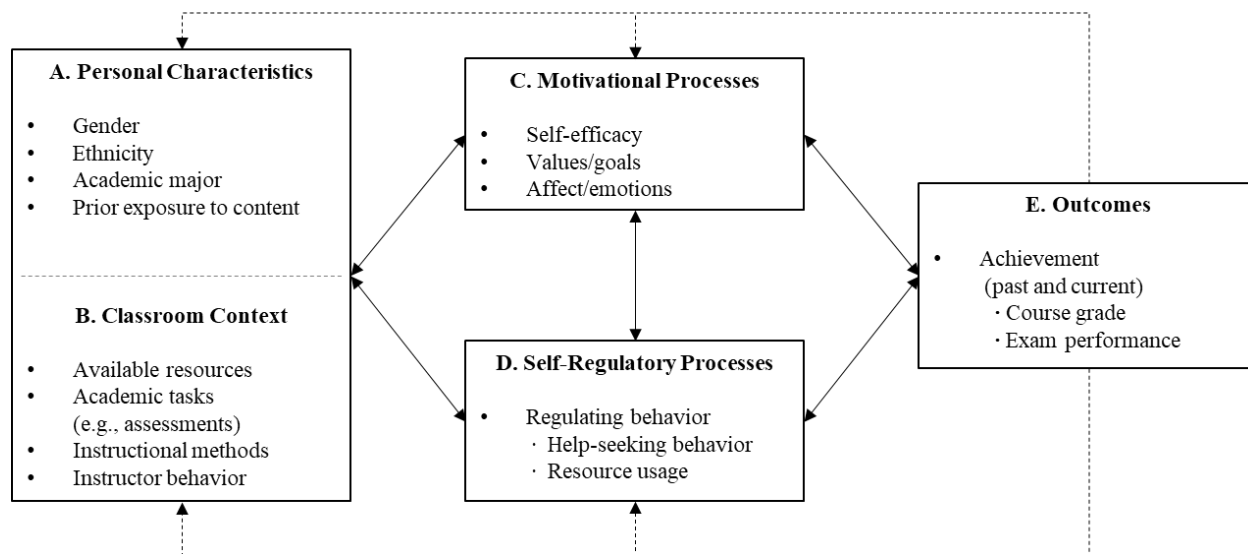 A. Personal Characteristics
• Gender
• Ethnicity
• Academic major
• Prior exposure to content
B. Classroom Context
• Available resources
• Academic tasks
(e.g., assessments)
• Instructional methods
• Instructor behavior
C. Motivational Processes
• Self-efficacy
• Values/goals
• Affect/emotions
D. Self-Regulatory Processes
• Regulating behavior
· Help-seeking behavior
· Resource usage
E. Outcomes
• Achievement
(past and current)
· Course grade
· Exam performance